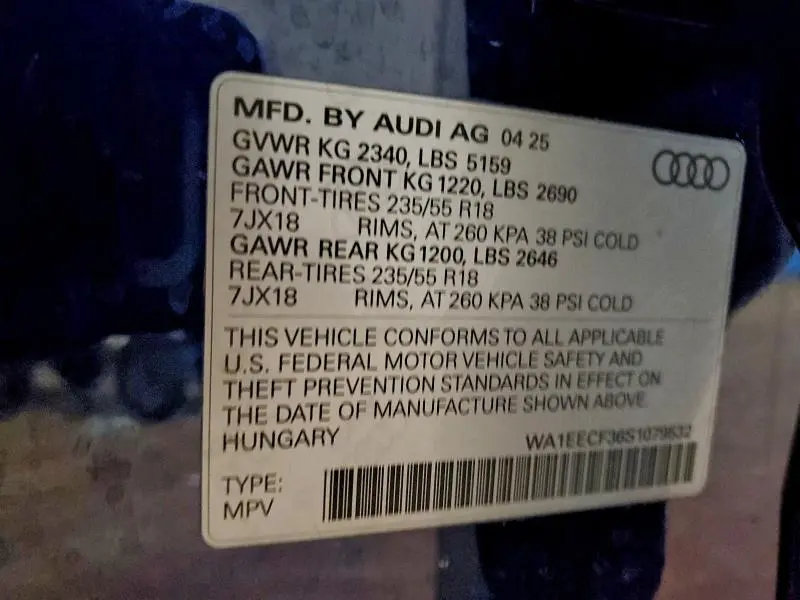 MFD. BY AUDI AG 04 25
GVWR KG 2340, LBS 5159
GAWR FRONT KG 1220, LBS 2690
FRONT-TIRES 235/55 R18
7JX18 RIMS, AT 260 KPA 38 PSI COLD
GAWR REAR KG 1200, LBS 2646
REAR-TIRES 235/55 R18
7JX18 RIMS, AT 260 KPA 38 PSI COLD
THIS VEHICLE CONFORMS TO ALL APPLICABLE
U.S. FEDERAL MOTOR VEHICLE SAFETY AND
THEFT PREVENTION STANDARDS IN EFFECT ON
THE DATE OF MANUFACTURE SHOWN ABOVE.
HUNGARY WA1EECF36S1079632
TYPE:
MPV